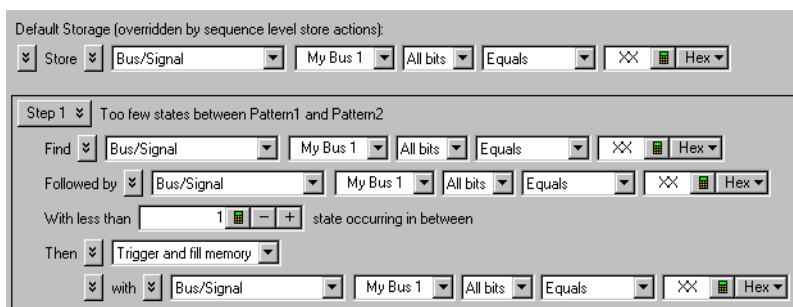 Default Storage (overridden by sequence level store actions):
Store Bus/Signal My Bus 1 All bits Equals XX Hex
Step 1 Too few states between Pattern1 and Pattern2
Find Bus/Signal My Bus 1 All bits Equals XX Hex
Followed by Bus/Signal My Bus 1 All bits Equals XX Hex
With less than 1 - + state occurring in between
Then Trigger and fill memory
with Bus/Signal My Bus 1 All bits Equals XX Hex